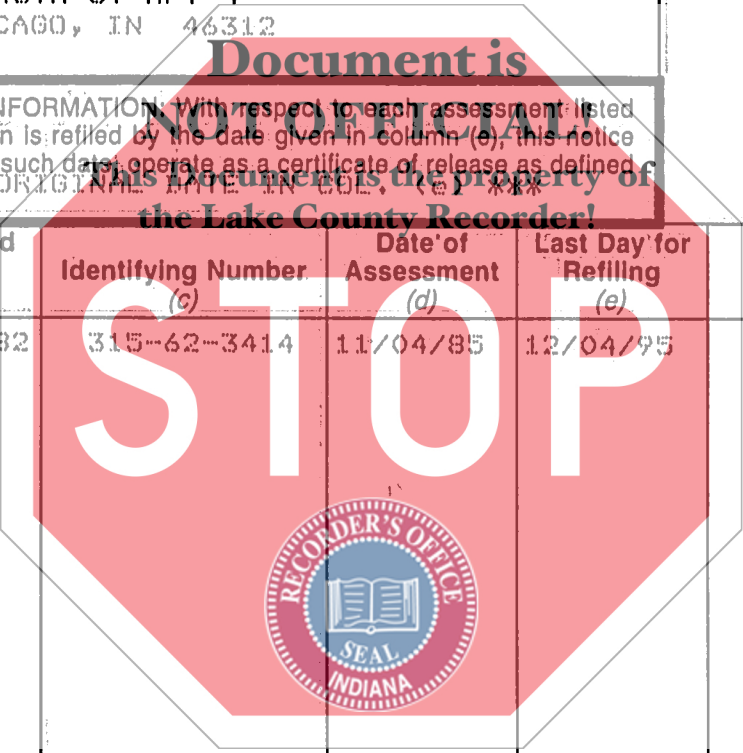 CAGO, IN 46312
Document is
NOT OFFICIAL!
This Document is the property of
the Lake County Recorder!
NFORMATION: With respect to each assessment listed
n is refiled by the date given in column (e), this notice
such date, operate as a certificate of release as defined
ORIGINAL DATE IN COL. (e) ***
d
Identifying Number
(c)
Date of
Assessment
(d)
Last Day for
Refiling
(e)
82 315-62-3414 11/04/85 12/04/95
STOP
RECORDER'S OFFICE
SEAL
INDIANA